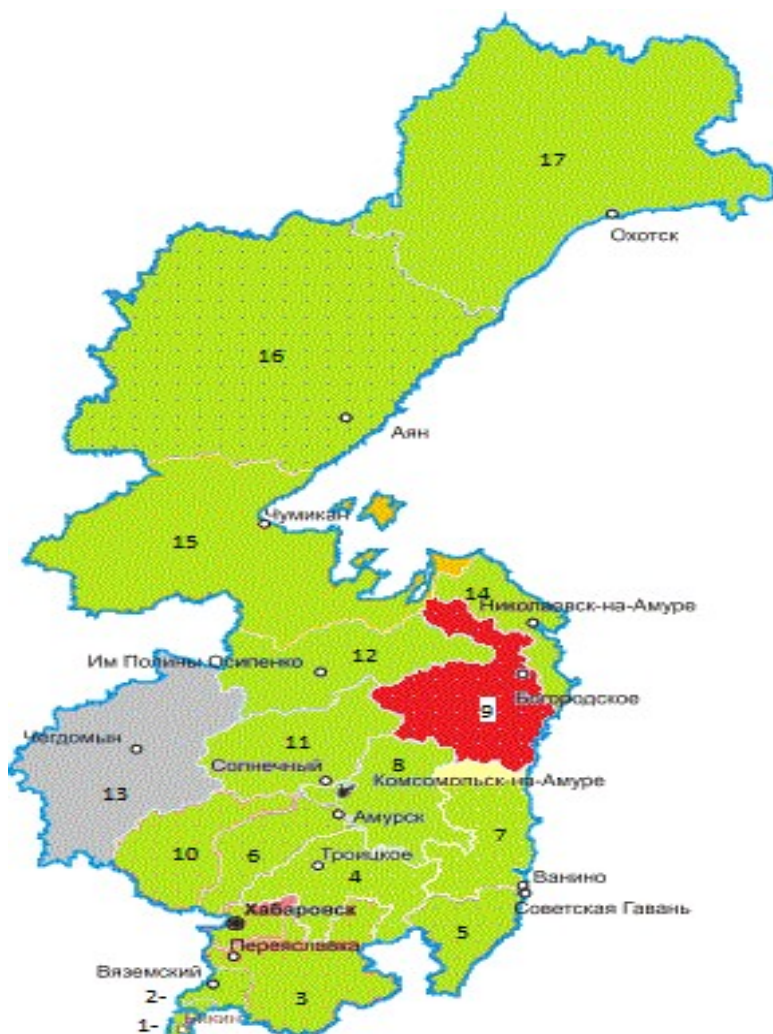 17
Охотск
16
Аян
Чумикан
15
14
Николаевск-на-Амуре
12
Им Полины Осипенко
Богородское
9
11
Чегдомын
Солнечный
8
Комсомольск-на-Амуре
13
Амурск
7
10
6
Троицкое
4
Ванино
Хабаровск
Советская Гавань
5
Переяславка
Вяземский
2-
3
1-
Бикин